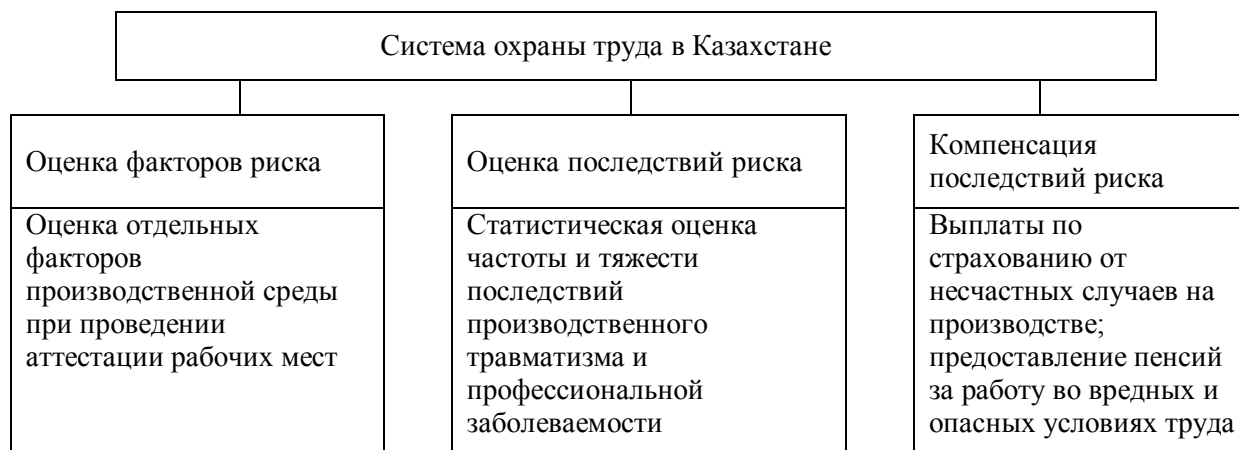 Система охраны труда в Казахстане
Оценка факторов риска
Оценка отдельных
факторов
производственной среды
при проведении
аттестации рабочих мест
Оценка последствий риска
Статистическая оценка
частоты и тяжести
последствий
производственного
травматизма и
профессиональной
заболеваемости
Компенсация
последствий риска
Выплаты по
страхованию от
несчастных случаев на
производстве;
предоставление пенсий
за работу во вредных и
опасных условиях труда